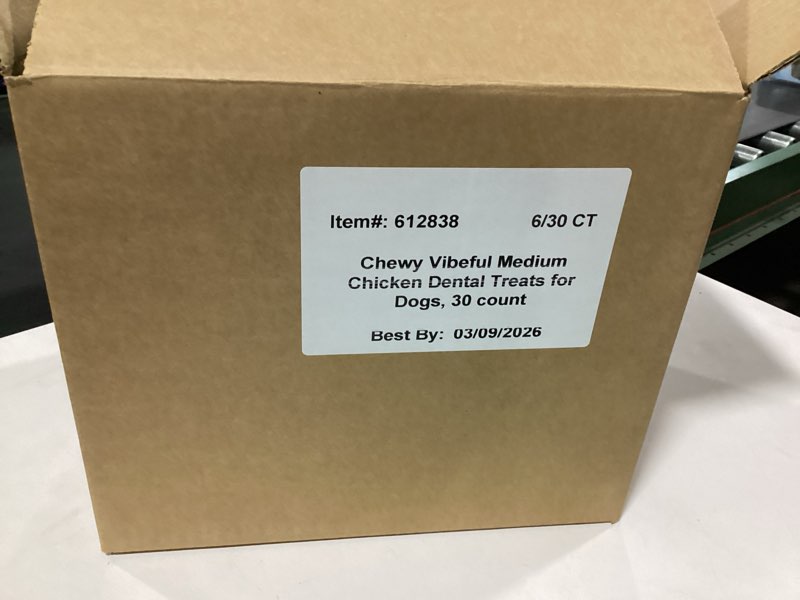 Item#: 612838 6/30 CT
Chewy Vibeful Medium
Chicken Dental Treats for
Dogs, 30 count
Best By: 03/09/2026